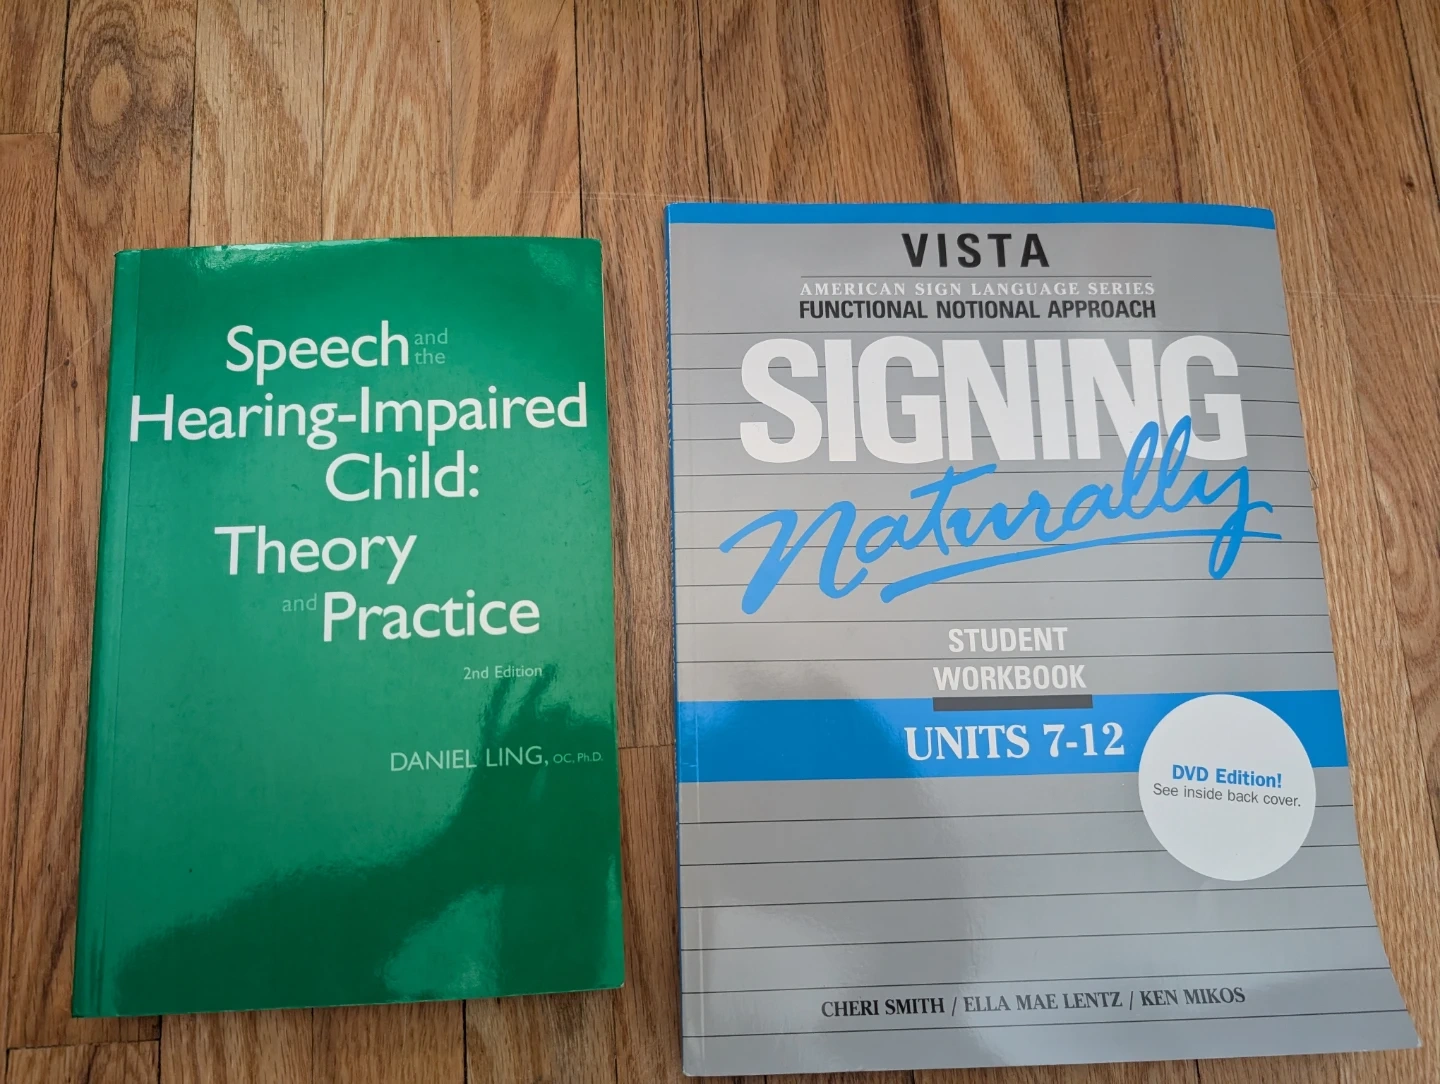 Speech and the
Hearing-Impaired
Child:
Theory
and Practice
2nd Edition
DANIEL LING, OC, Ph.D.
VISTA
AMERICAN SIGN LANGUAGE SERIES
FUNCTIONAL NOTIONAL APPROACH
SIGNING
Naturally
STUDENT
WORKBOOK
UNITS 7-12
DVD Edition!
See inside back cover.
CHERI SMITH / ELLA MAE LENTZ / KEN MIKOS